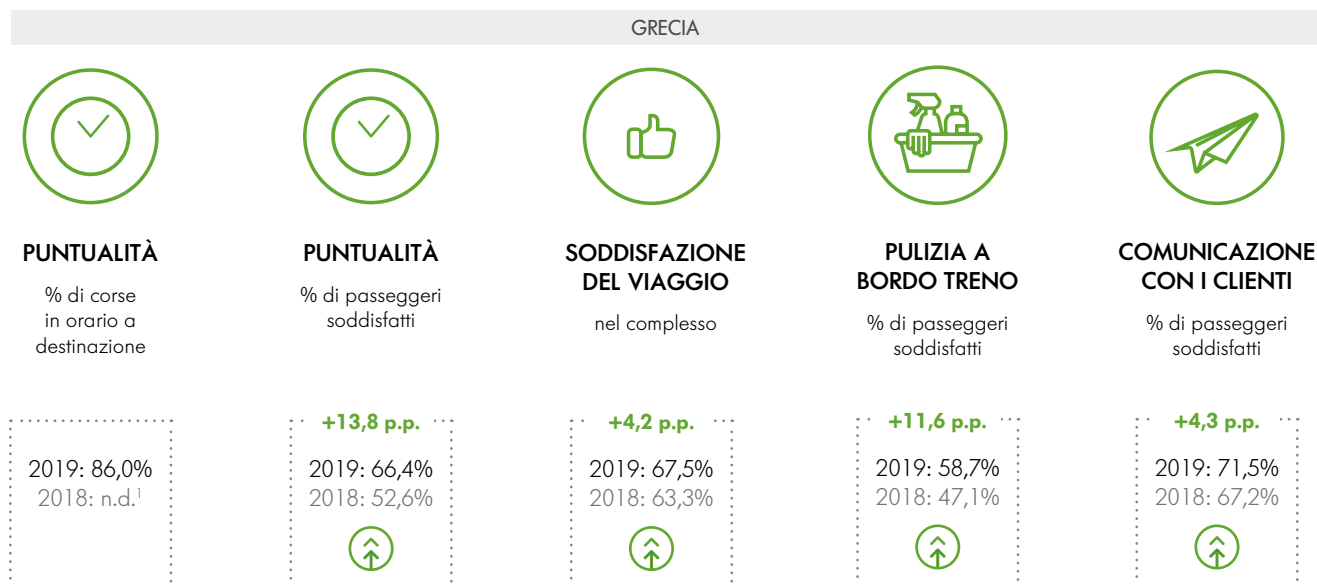 GRECIA
PUNTUALITÀ
% di corse
in orario a
destinazione
2019: 86,0%
2018: n.d.¹
PUNTUALITÀ
% di passeggeri
soddisfatti
+13,8 p.p.
2019: 66,4%
2018: 52,6%
SODDISFAZIONE
DEL VIAGGIO
nel complesso
+4,2 p.p.
2019: 67,5%
2018: 63,3%
PULIZIA A
BORDO TRENO
% di passeggeri
soddisfatti
+11,6 p.p.
2019: 58,7%
2018: 47,1%
COMUNICAZIONE
CON I CLIENTI
% di passeggeri
soddisfatti
+4,3 p.p.
2019: 71,5%
2018: 67,2%